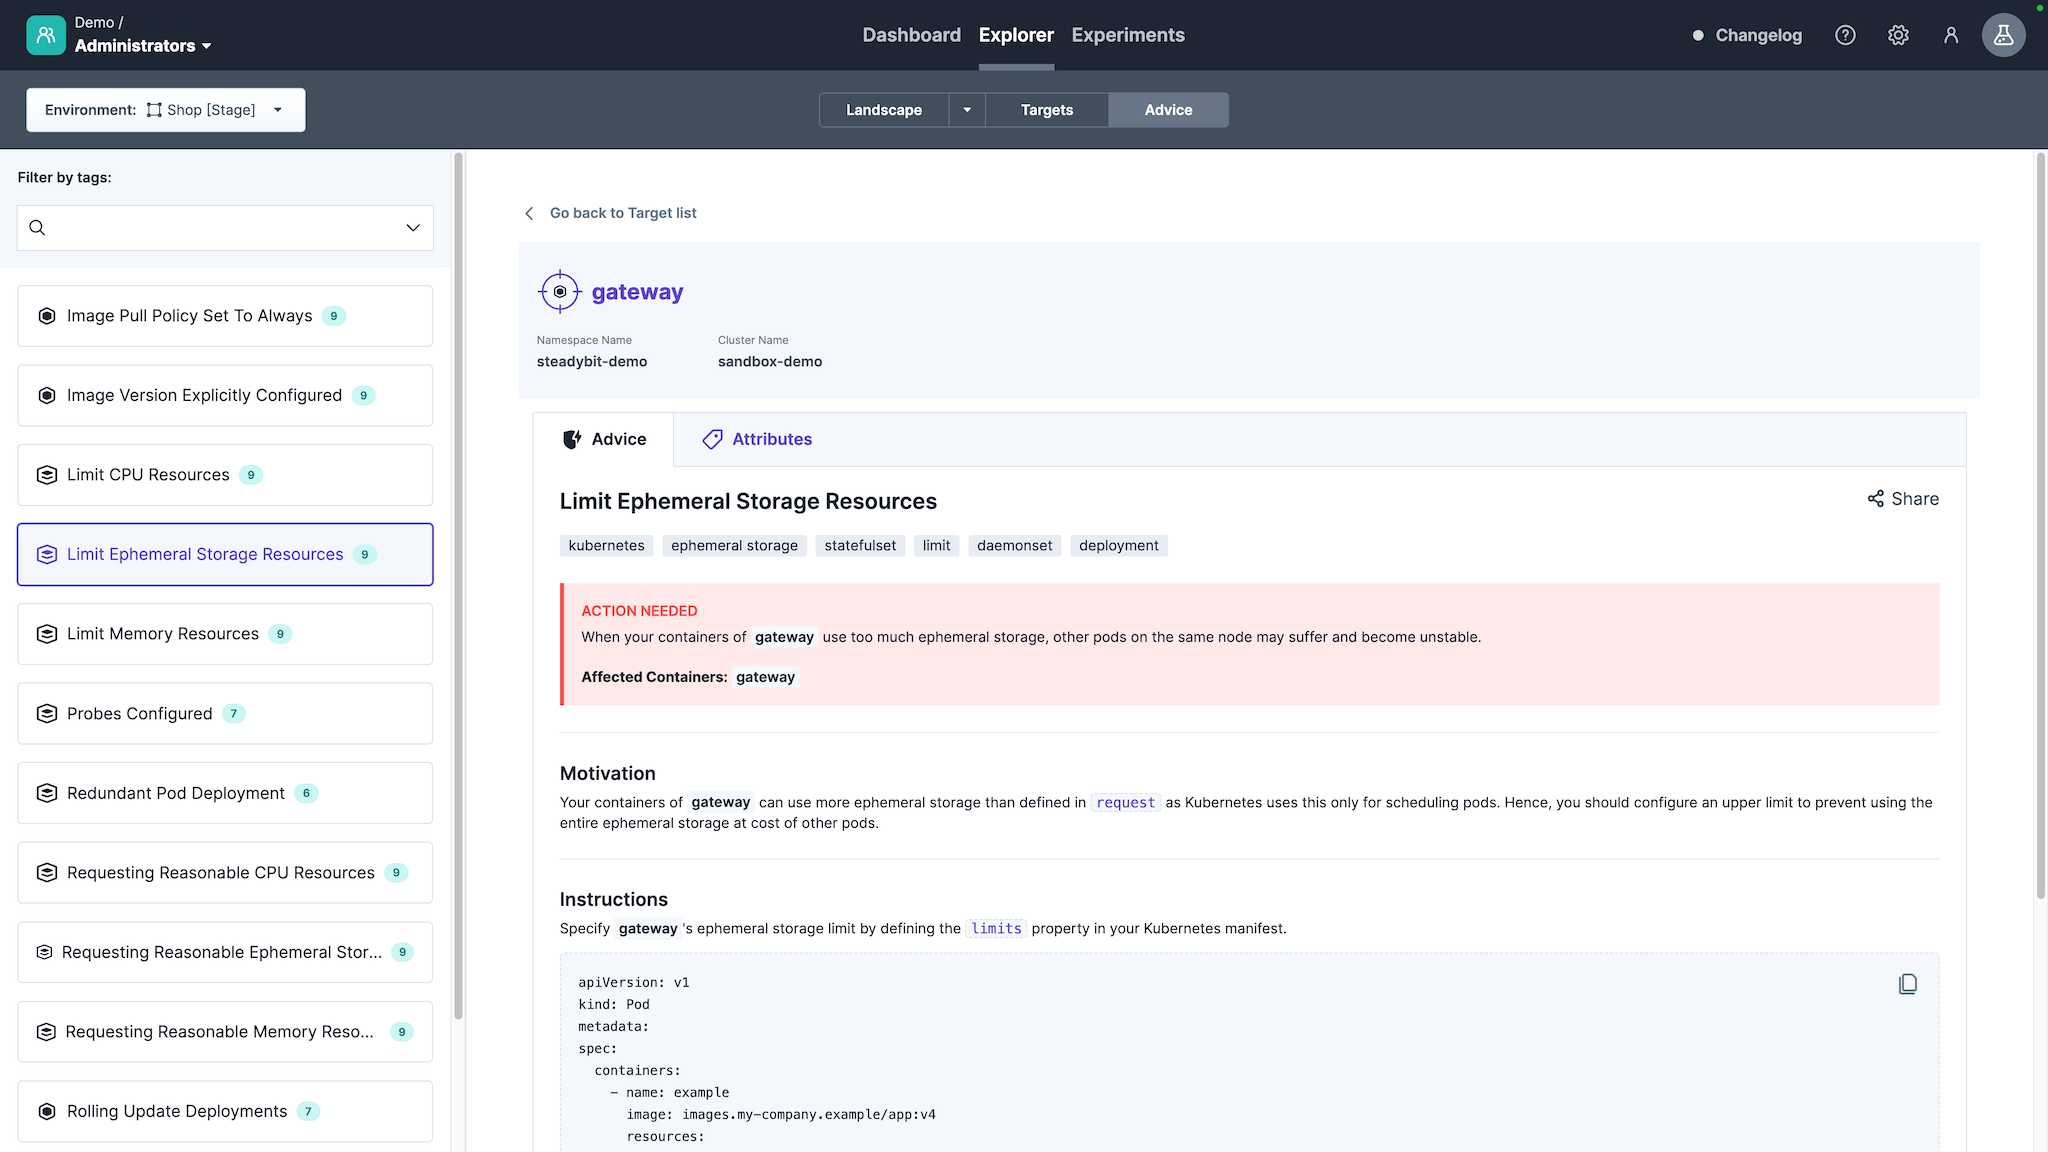 Demo /
Administrators
Dashboard Explorer Experiments
Changelog
Environment: Shop [Stage]
Landscape Targets Advice
Filter by tags:
Image Pull Policy Set To Always 9
Image Version Explicitly Configured 9
Limit CPU Resources 9
Limit Ephemeral Storage Resources 9
Limit Memory Resources 9
Probes Configured 7
Redundant Pod Deployment 6
Requesting Reasonable CPU Resources 9
Requesting Reasonable Ephemeral Stor... 9
Requesting Reasonable Memory Reso... 9
Rolling Update Deployments 7
Go back to Target list
gateway
Namespace Name Cluster Name
steadybit-demo sandbox-demo
Advice Attributes
Limit Ephemeral Storage Resources
Share
kubernetes ephemeral storage statefulset limit daemonset deployment
ACTION NEEDED
When your containers of gateway use too much ephemeral storage, other pods on the same node may suffer and become unstable.
Affected Containers: gateway
Motivation
Your containers of gateway can use more ephemeral storage than defined in request as Kubernetes uses this only for scheduling pods. Hence, you should configure an upper limit to prevent using the
entire ephemeral storage at cost of other pods.
Instructions
Specify gateway 's ephemeral storage limit by defining the limits property in your Kubernetes manifest.
apiVersion: v1
kind: Pod
metadata:
spec:
containers:
- name: example
image: images.my-company.example/app:v4
resources: